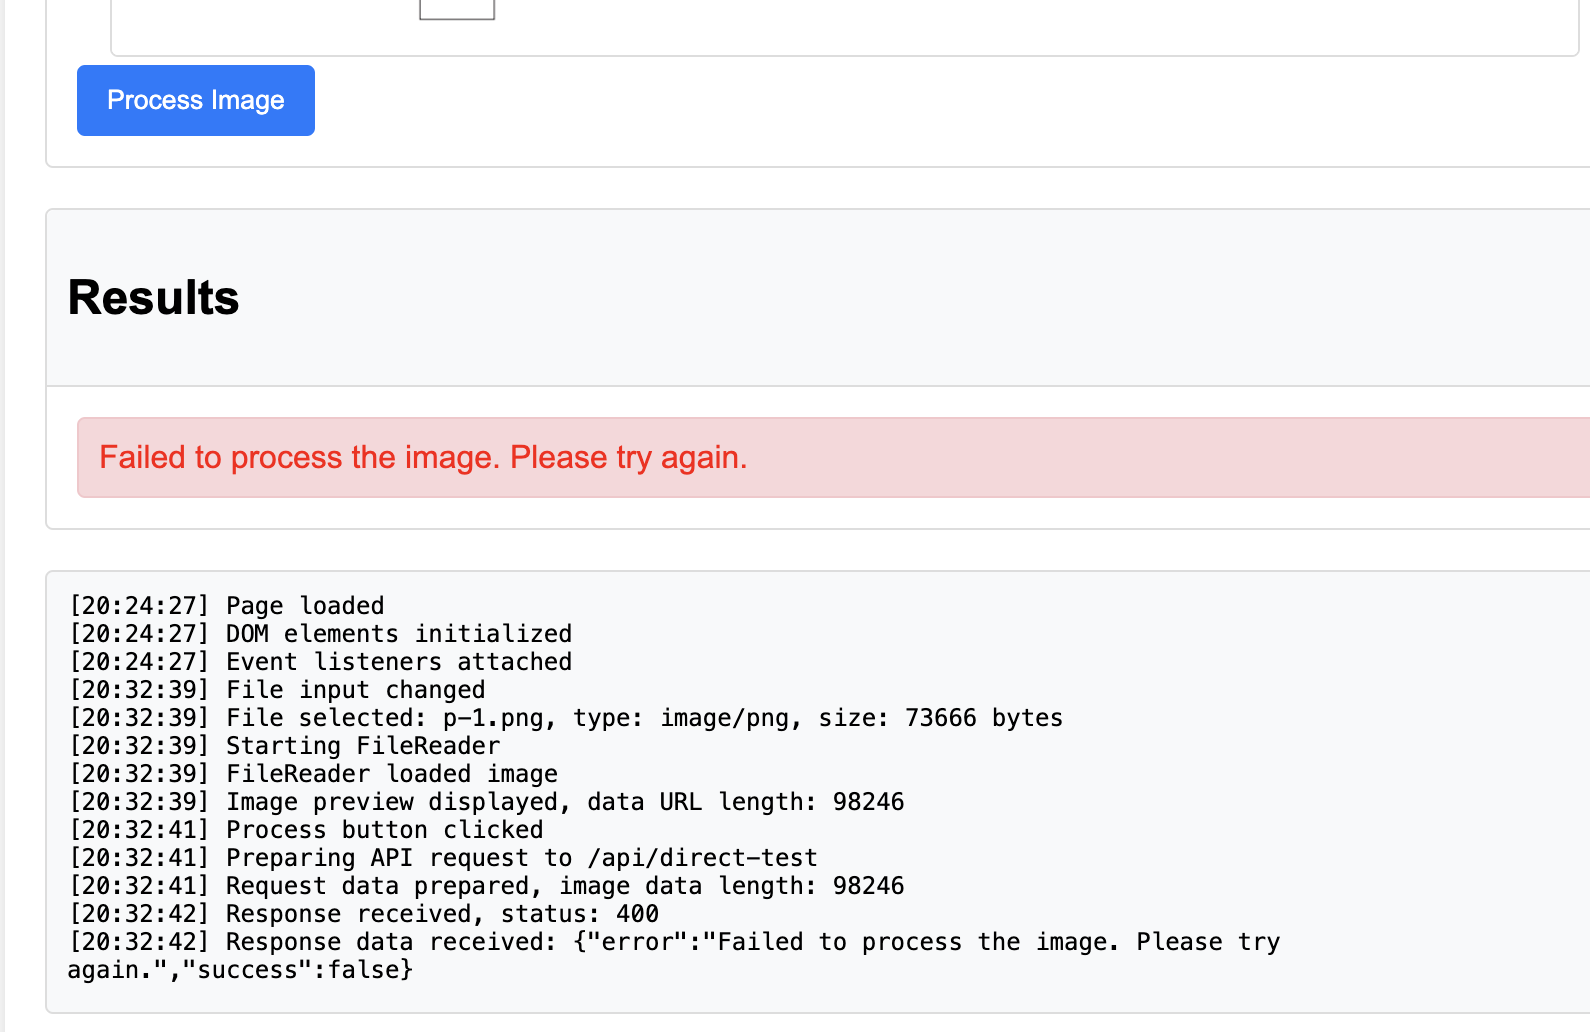 Process Image
Results
Failed to process the image. Please try again.
[20:24:27] Page loaded
[20:24:27] DOM elements initialized
[20:24:27] Event listeners attached
[20:32:39] File input changed
[20:32:39] File selected: p-1.png, type: image/png, size: 73666 bytes
[20:32:39] Starting FileReader
[20:32:39] FileReader loaded image
[20:32:39] Image preview displayed, data URL length: 98246
[20:32:41] Process button clicked
[20:32:41] Preparing API request to /api/direct-test
[20:32:41] Request data prepared, image data length: 98246
[20:32:42] Response received, status: 400
[20:32:42] Response data received: {"error":"Failed to process the image. Please try
again.","success":false}